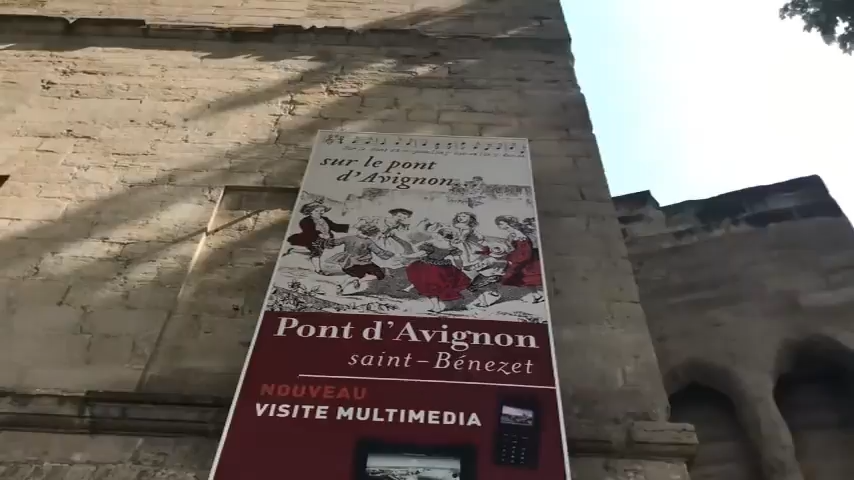 sur le pont
d'Avignon
Pont d'Avignon
saint-Bénezet
NOUVEAU
VISITE MULTIMEDIA